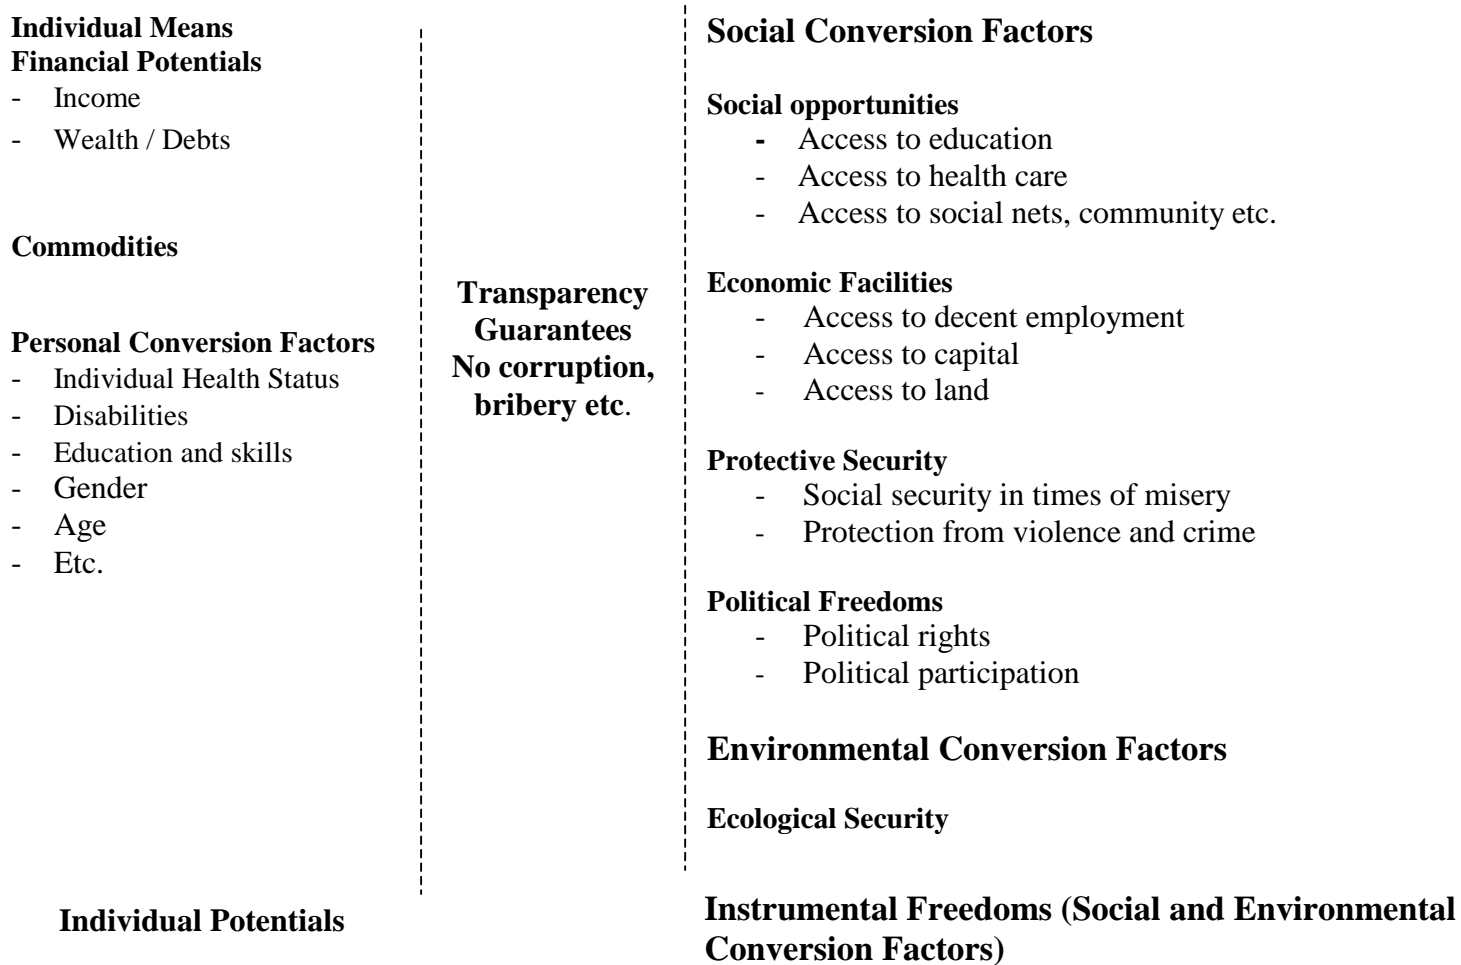 Individual Means
Financial Potentials
- Income
- Wealth / Debts
Commodities
Personal Conversion Factors
- Individual Health Status
- Disabilities
- Education and skills
- Gender
- Age
- Etc.
Individual Potentials
Transparency
Guarantees
No corruption,
bribery etc.
Social Conversion Factors
Social opportunities
- Access to education
- Access to health care
- Access to social nets, community etc.
Economic Facilities
- Access to decent employment
- Access to capital
- Access to land
Protective Security
- Social security in times of misery
- Protection from violence and crime
Political Freedoms
- Political rights
- Political participation
Environmental Conversion Factors
Ecological Security
Instrumental Freedoms (Social and Environmental
Conversion Factors)